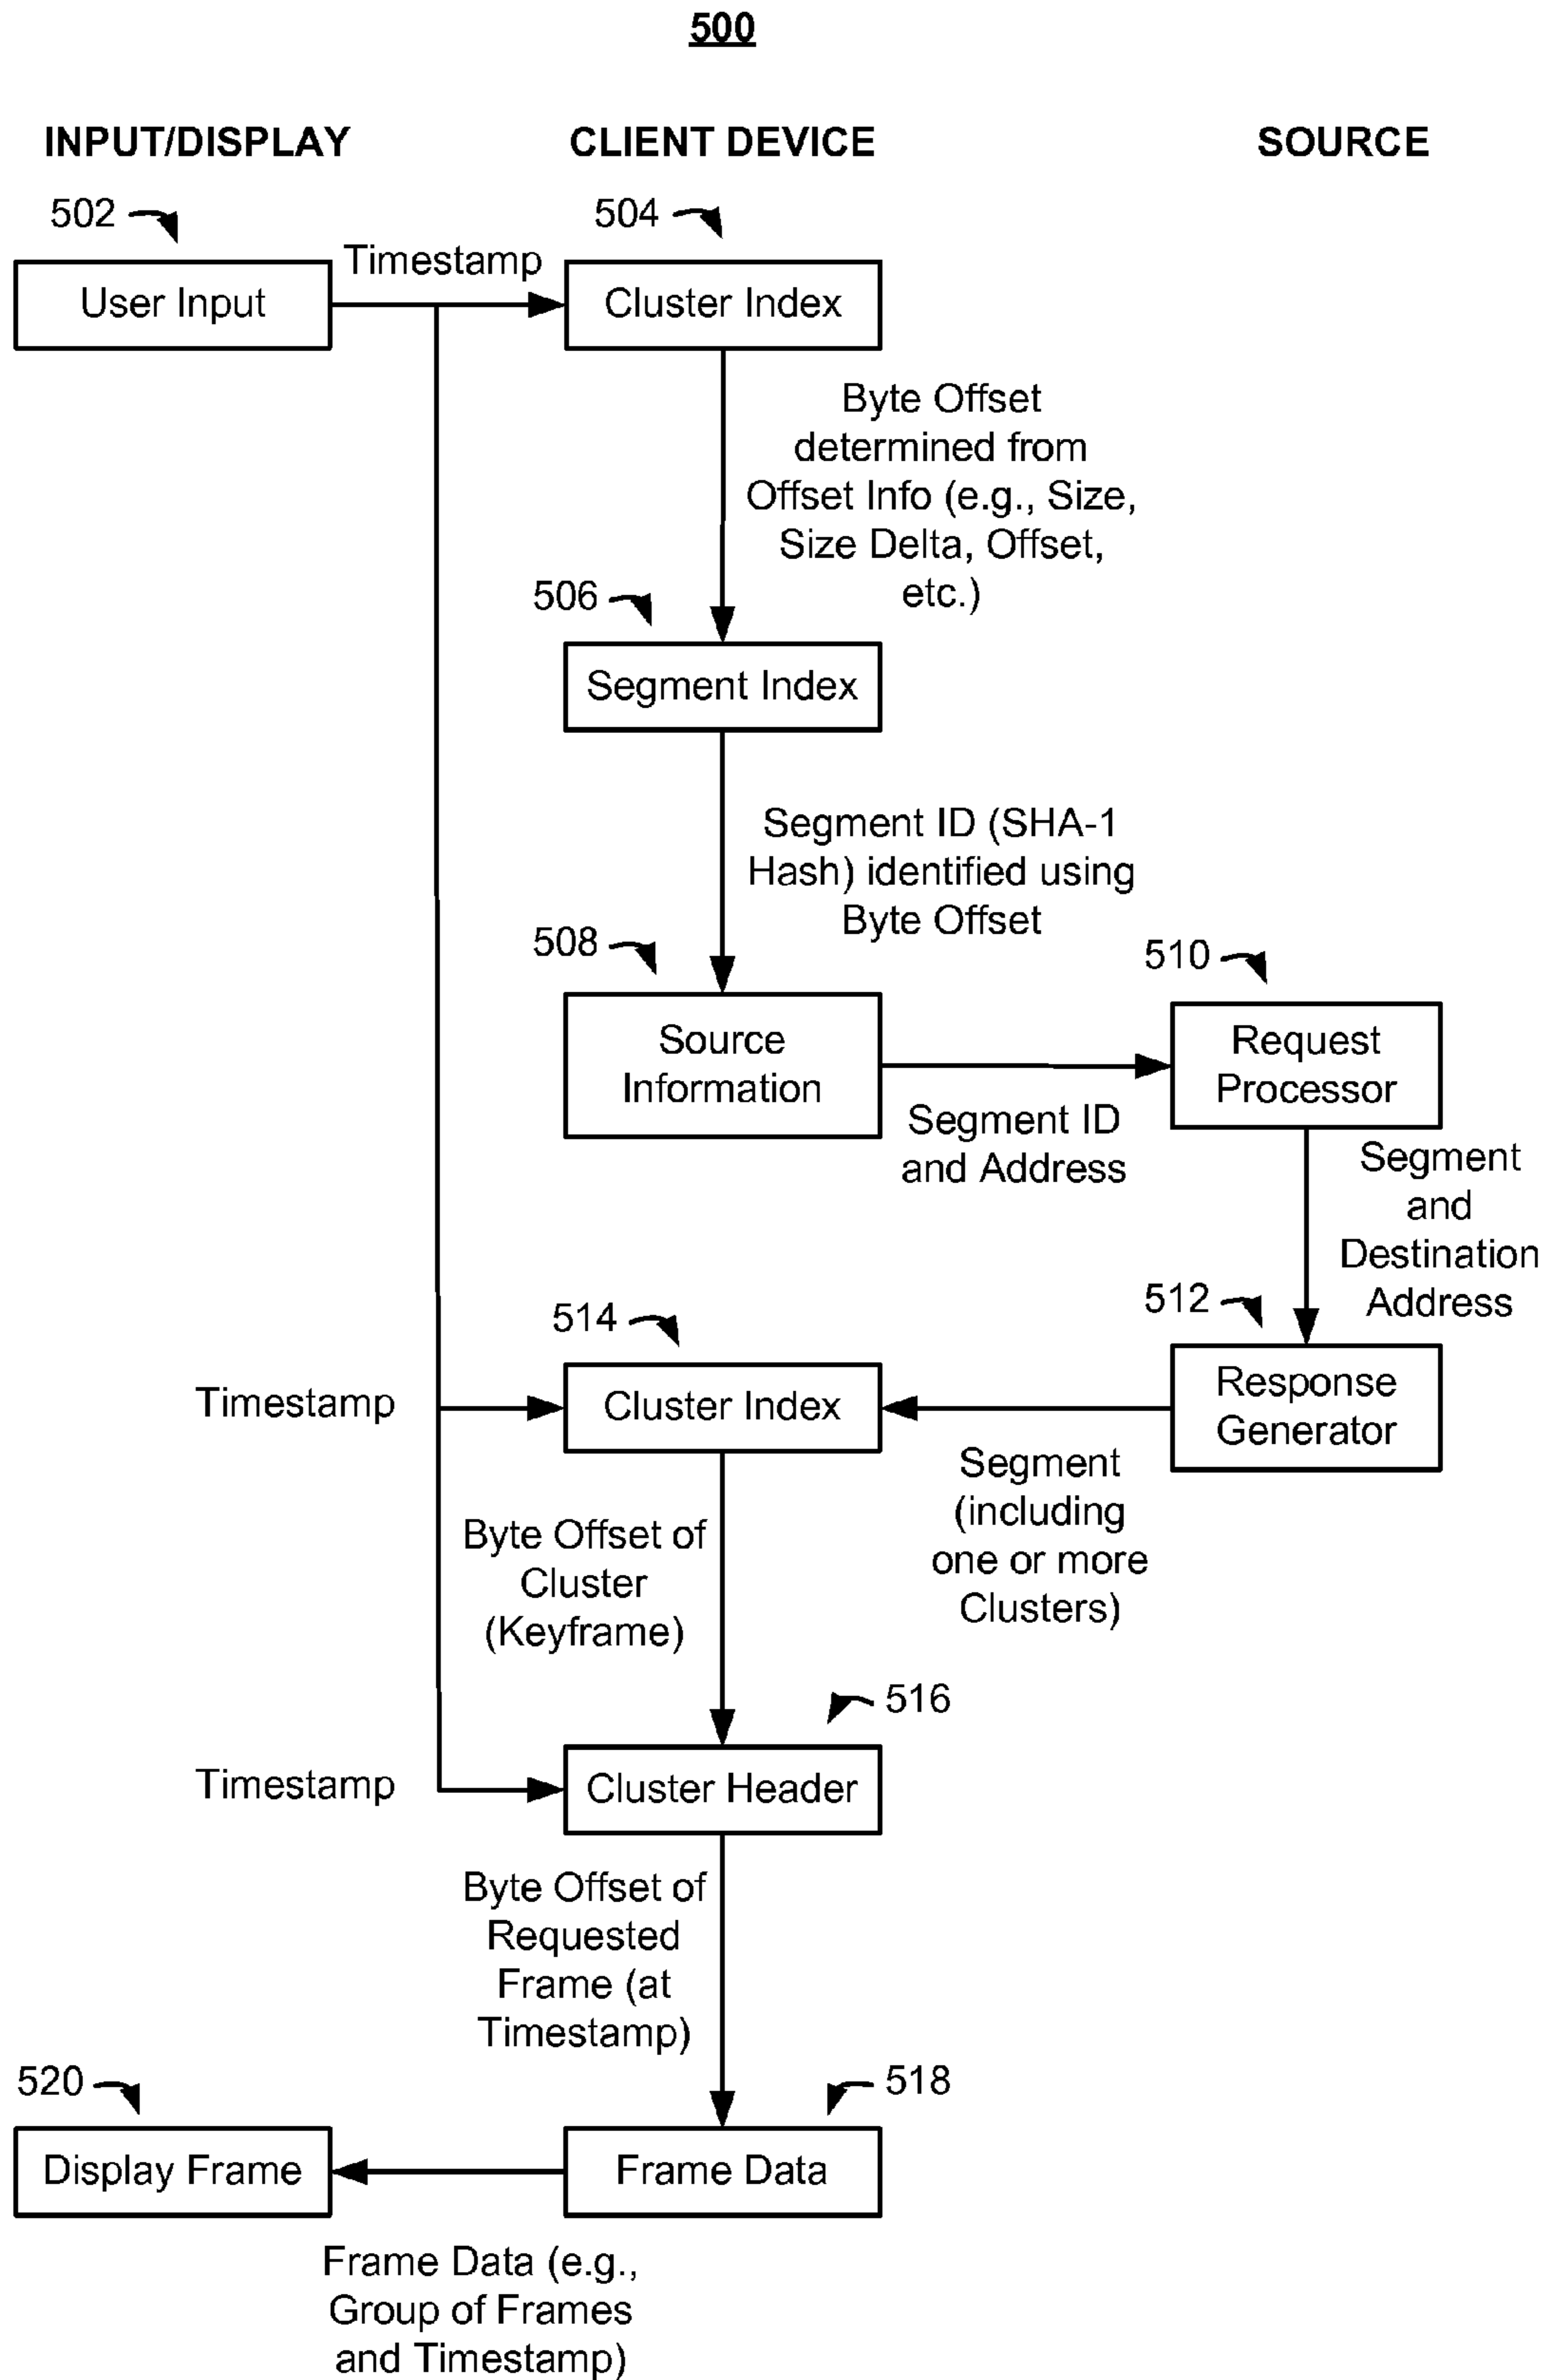 500
INPUT/DISPLAY
CLIENT DEVICE
SOURCE
502
504
User Input
Timestamp
Cluster Index
Byte Offset
determined from
Offset Info (e.g., Size,
Size Delta, Offset,
etc.)
506
Segment Index
Segment ID (SHA-1
Hash) identified using
Byte Offset
508
510
Source
Information
Request
Processor
Segment ID
and Address
Segment
and
Destination
Address
512
514
Timestamp
Cluster Index
Response
Generator
Segment
(including
one or more
Clusters)
Byte Offset of
Cluster
(Keyframe)
516
Timestamp
Cluster Header
Byte Offset of
Requested
Frame (at
Timestamp)
520
518
Display Frame
Frame Data
Frame Data (e.g.,
Group of Frames
and Timestamp)